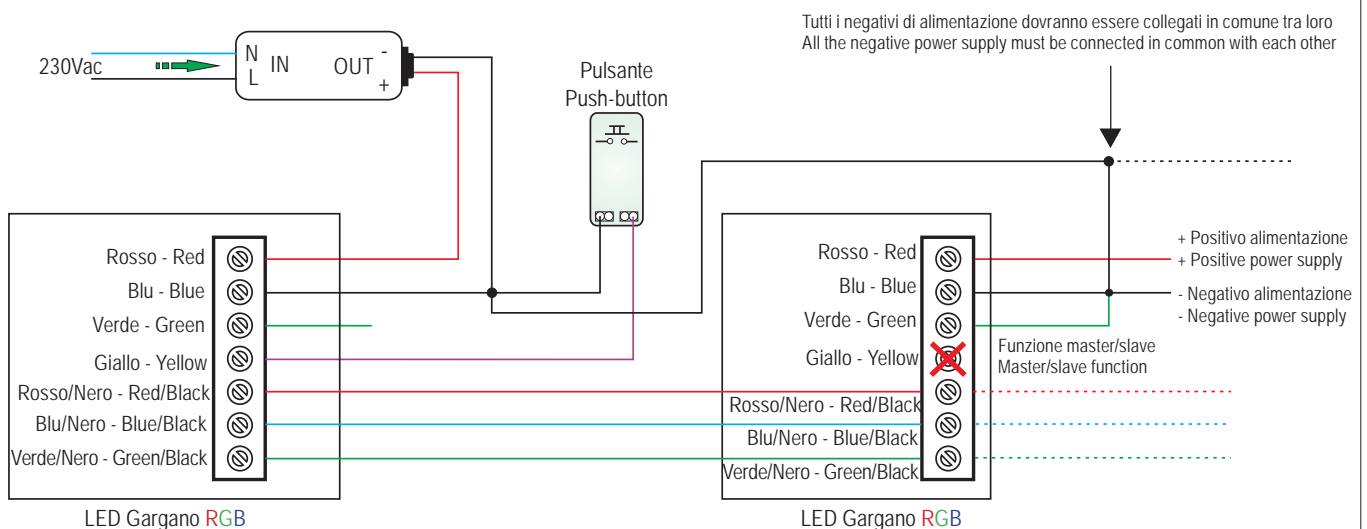 Tutti i negativi di alimentazione dovranno essere collegati in comune tra loro
All the negative power supply must be connected in common with each other
230Vac
N
L
IN
OUT
-
+
Pulsante
Push-button
Rosso - Red
Blu - Blue
Verde - Green
Giallo - Yellow
Rosso/Nero - Red/Black
Blu/Nero - Blue/Black
Verde/Nero - Green/Black
LED Gargano RGB
Rosso - Red
Blu - Blue
Verde - Green
Giallo - Yellow
Rosso/Nero - Red/Black
Blu/Nero - Blue/Black
Verde/Nero - Green/Black
LED Gargano RGB
+ Positivo alimentazione
+ Positive power supply
- Negativo alimentazione
- Negative power supply
Funzione master/slave
Master/slave function